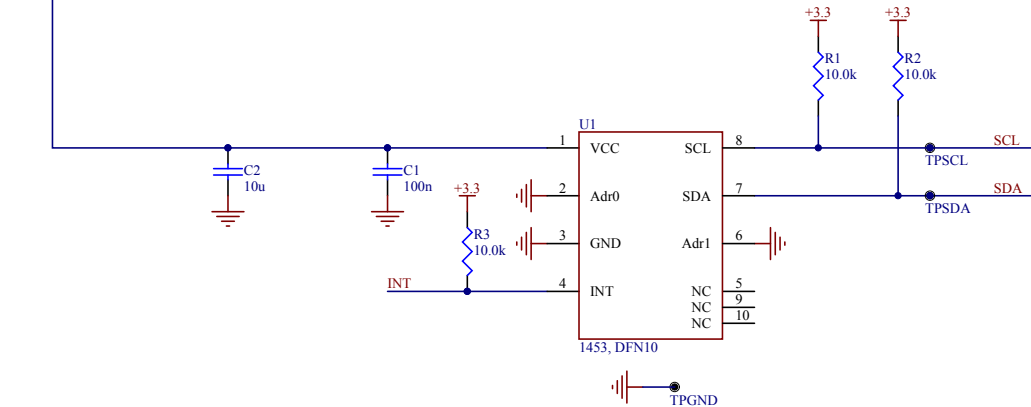 +3.3
+3.3
R1
10.0k
R2
10.0k
U1
1
VCC
SCL
8
SCL
TPSCL
C2
10u
C1
100n
+3.3
2
Adr0
SDA
7
SDA
TPSDA
R3
10.0k
3
GND
Adr1
6
INT
4
INT
NC
5
NC
9
NC
10
1453, DFN10
TPGND